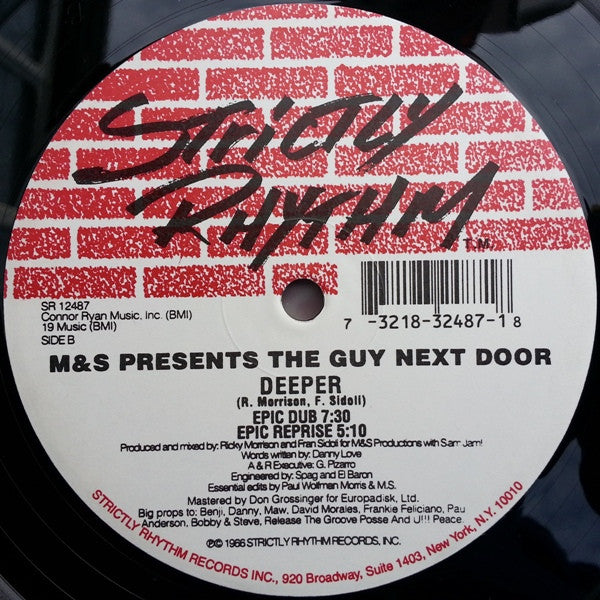 STRICTLY
RHYTHM
T.M.
SR 12487
Connor Ryan Music, Inc. (BMI)
19 Music (BMI)
SIDE B
7 -3218-32487-1 8
M&S PRESENTS THE GUY NEXT DOOR
DEEPER
(R. Morrison, F. Sidoli)
EPIC DUB 7:30
EPIC REPRISE 5:10
Produced and mixed by: Ricky Morrison and Fran Sidoli for M&S Productions with Sam Jam!
Words written by: Danny Love
A & R Executive: G. Pizarro
Engineered by: Spag and El Baron
Essential edits by Paul Wolfman Morris & M.S.
Mastered by Don Grossinger for Europadisk, Ltd.
Big props to: Benji, Danny, Maw, David Morales, Frankie Feliciano, Pau
Anderson, Bobby & Steve, Release The Groove Posse And U!!! Peace.
℗© 1966 STRICTLY RHYTHM RECORDS, INC.
STRICTLY RHYTHM RECORDS INC., 920 Broadway, Suite 1403, New York, N.Y. 10010